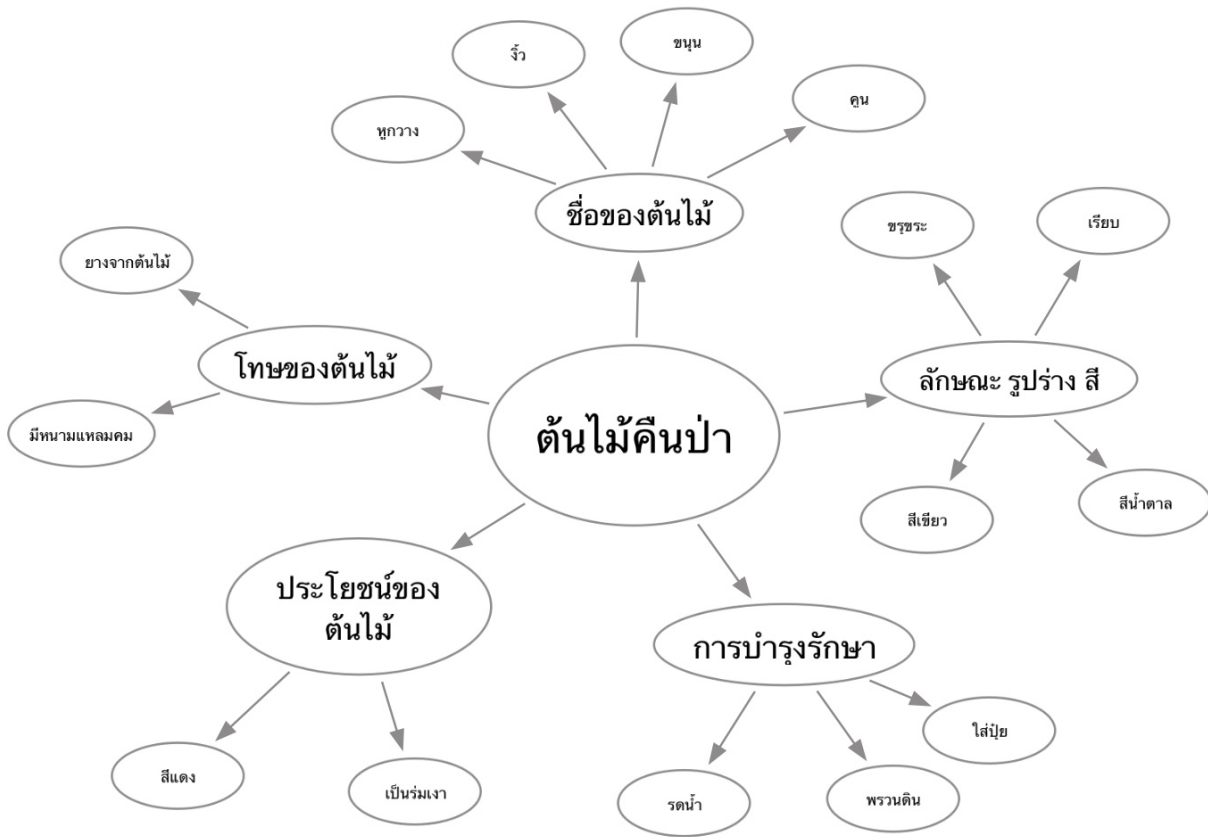 งิ้ว
ขนุน
คูน
หูกวาง
ชื่อของต้นไม้
ขรุขระ
เรียบ
ยางจากต้นไม้
โทษของต้นไม้
ลักษณะ รูปร่าง สี
มีหนามแหลมคม
ต้นไม้คืนป่า
สีเขียว
สีน้ำตาล
ประโยชน์ของ
ต้นไม้
การบำรุงรักษา
ใส่ปุ๋ย
สีแดง
เป็นร่มเงา
รดน้ำ
พรวนดิน